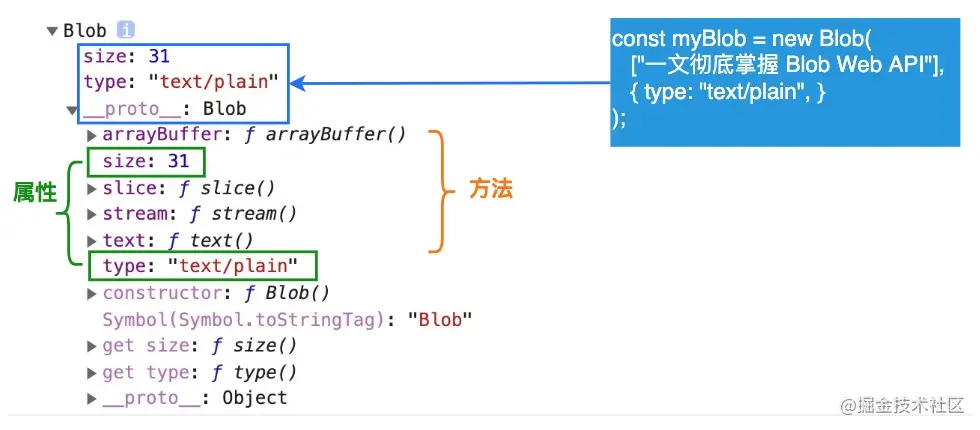 Blob i
size: 31
type: "text/plain"
__proto__: Blob
arrayBuffer: ƒ arrayBuffer()
size: 31
slice: ƒ slice()
stream: ƒ stream()
text: ƒ text()
type: "text/plain"
constructor: ƒ Blob()
Symbol(Symbol.toStringTag): "Blob"
get size: ƒ size()
get type: ƒ type()
__proto__: Object
属性
方法
const myBlob = new Blob(
["一文彻底掌握 Blob Web API"],
{ type: "text/plain", }
);
@掘金技术社区